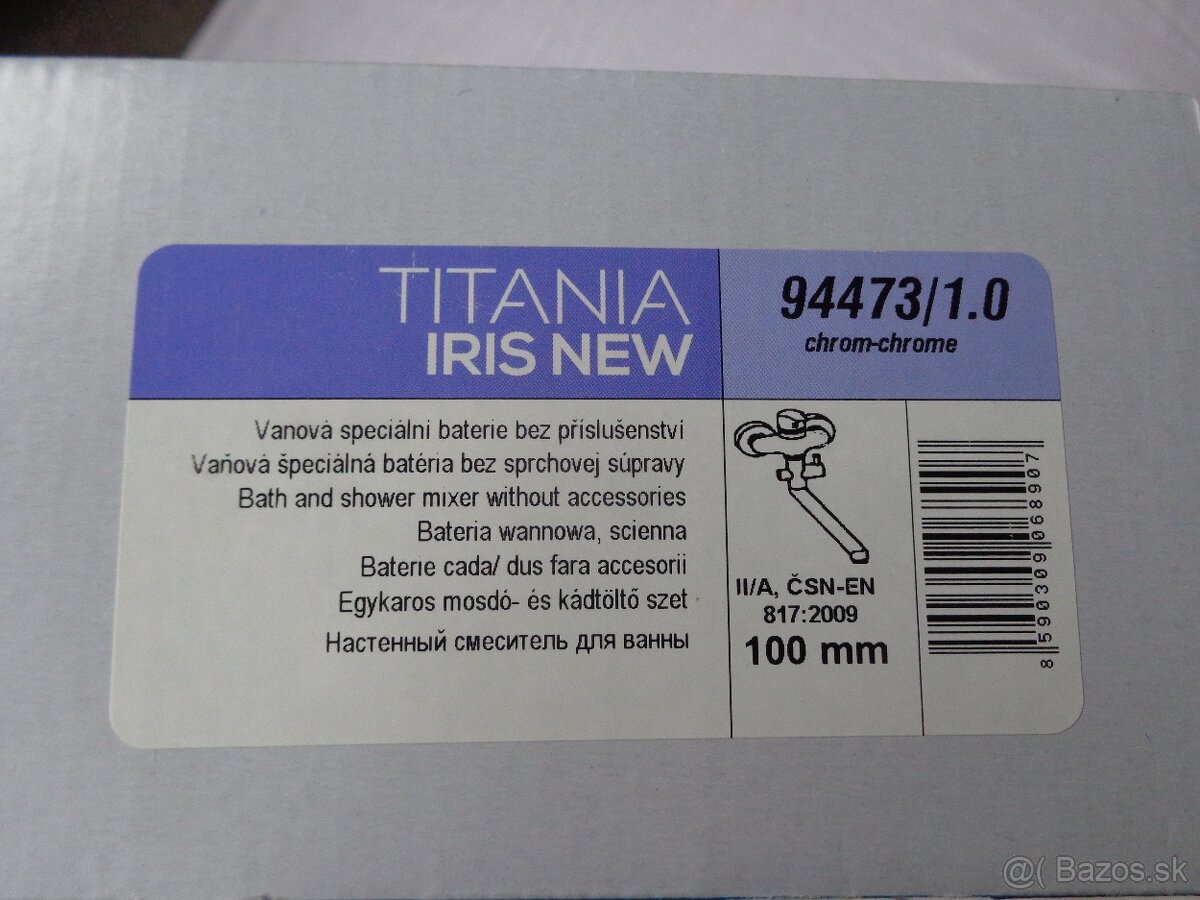 TITANIA
IRIS NEW
94473/1.0
chrom-chrome
Vanová speciální baterie bez příslušenství
Vaňová špeciálná batéria bez sprchovej súpravy
Bath and shower mixer without accessories
Bateria wannowa, scienna
Baterie cada/ dus fara accesorii
Egykaros mosdó- és kádtöltő szet
Настенный смеситель для ванны
II/A, ČSN-EN
817:2009
100 mm
8 590309 068907
@( Bazos.sk